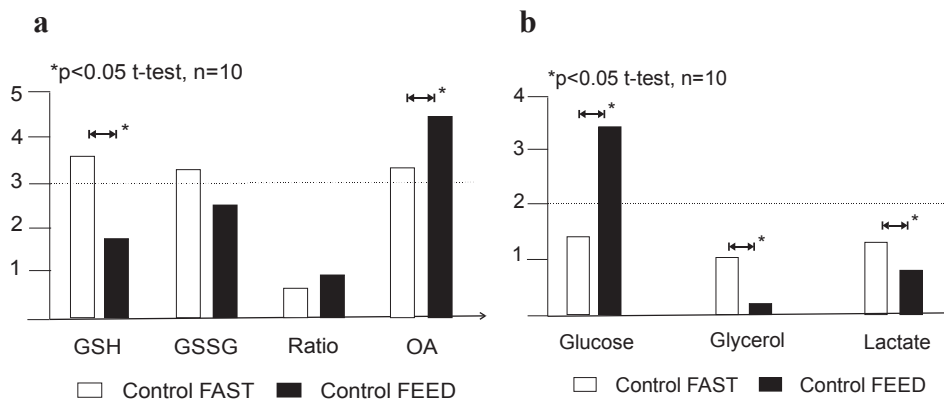 a
*p<0.05 t-test, n=10
5
4
3
2
1
*
*
GSH GSSG Ratio OA
Control FAST Control FEED
b
*p<0.05 t-test, n=10
4
3
2
1
*
*
*
Glucose Glycerol Lactate
Control FAST Control FEED